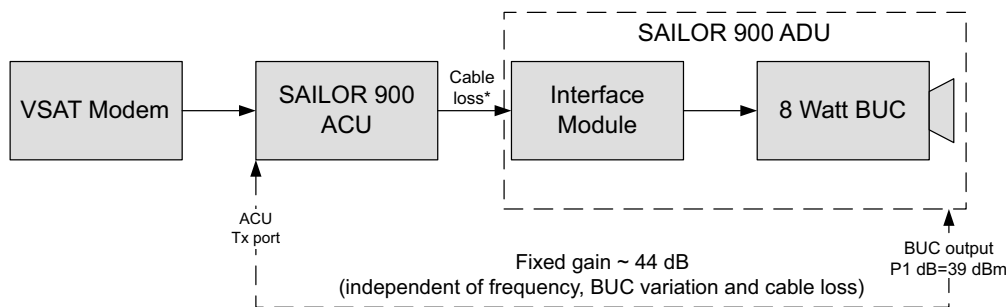 SAILOR 900 ADU
VSAT Modem
SAILOR 900
ACU
Cable
loss*
Interface
Module
8 Watt BUC
ACU
Tx port
BUC output
P1 dB=39 dBm
Fixed gain ~ 44 dB
(independent of frequency, BUC variation and cable loss)